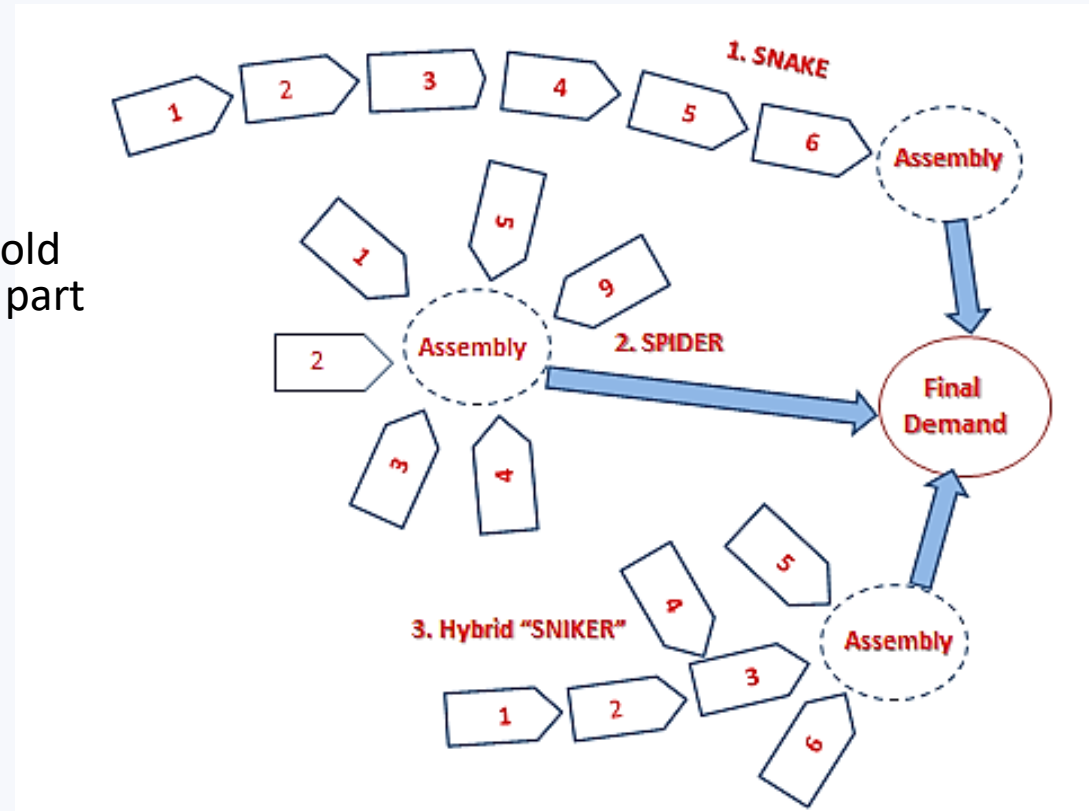 1. SNAKE
1
2
3
4
5
6
Assembly
old
part
1
5
6
2
Assembly
2. SPIDER
3
4
Final
Demand
3. Hybrid "SNIKER"
1
2
3
4
5
6
Assembly